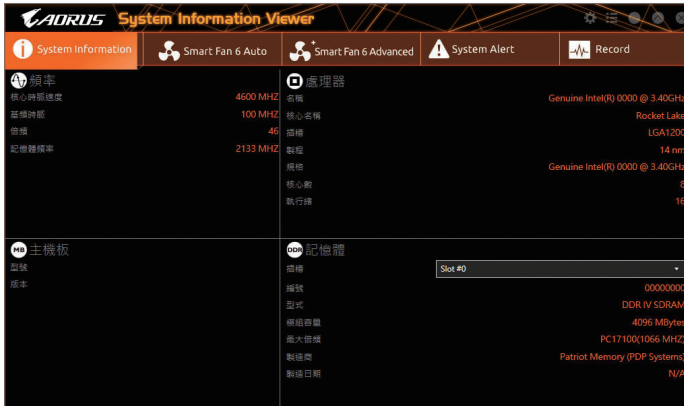 AORUS System Information Viewer
System Information
Smart Fan 6 Auto
Smart Fan 6 Advanced
System Alert
Record
頻率
核心時脈速度 4600 MHZ
基頻時脈 100 MHZ
倍頻 46
記憶體頻率 2133 MHZ
處理器
名稱 Genuine Intel(R) 0000 @ 3.40GHz
核心名稱 Rocket Lake
插槽 LGA1200
製程 14 nm
規格 Genuine Intel(R) 0000 @ 3.40GHz
核心數 8
執行緒 16
MB 主機板
型號
版本
DDR 記憶體
插槽 Slot #0
編號 00000000
型式 DDR IV SDRAM
模組容量 4096 MBytes
最大倍頻 PC17100(1066 MHZ)
製造商 Patriot Memory (PDP Systems)
製造日期 N/A